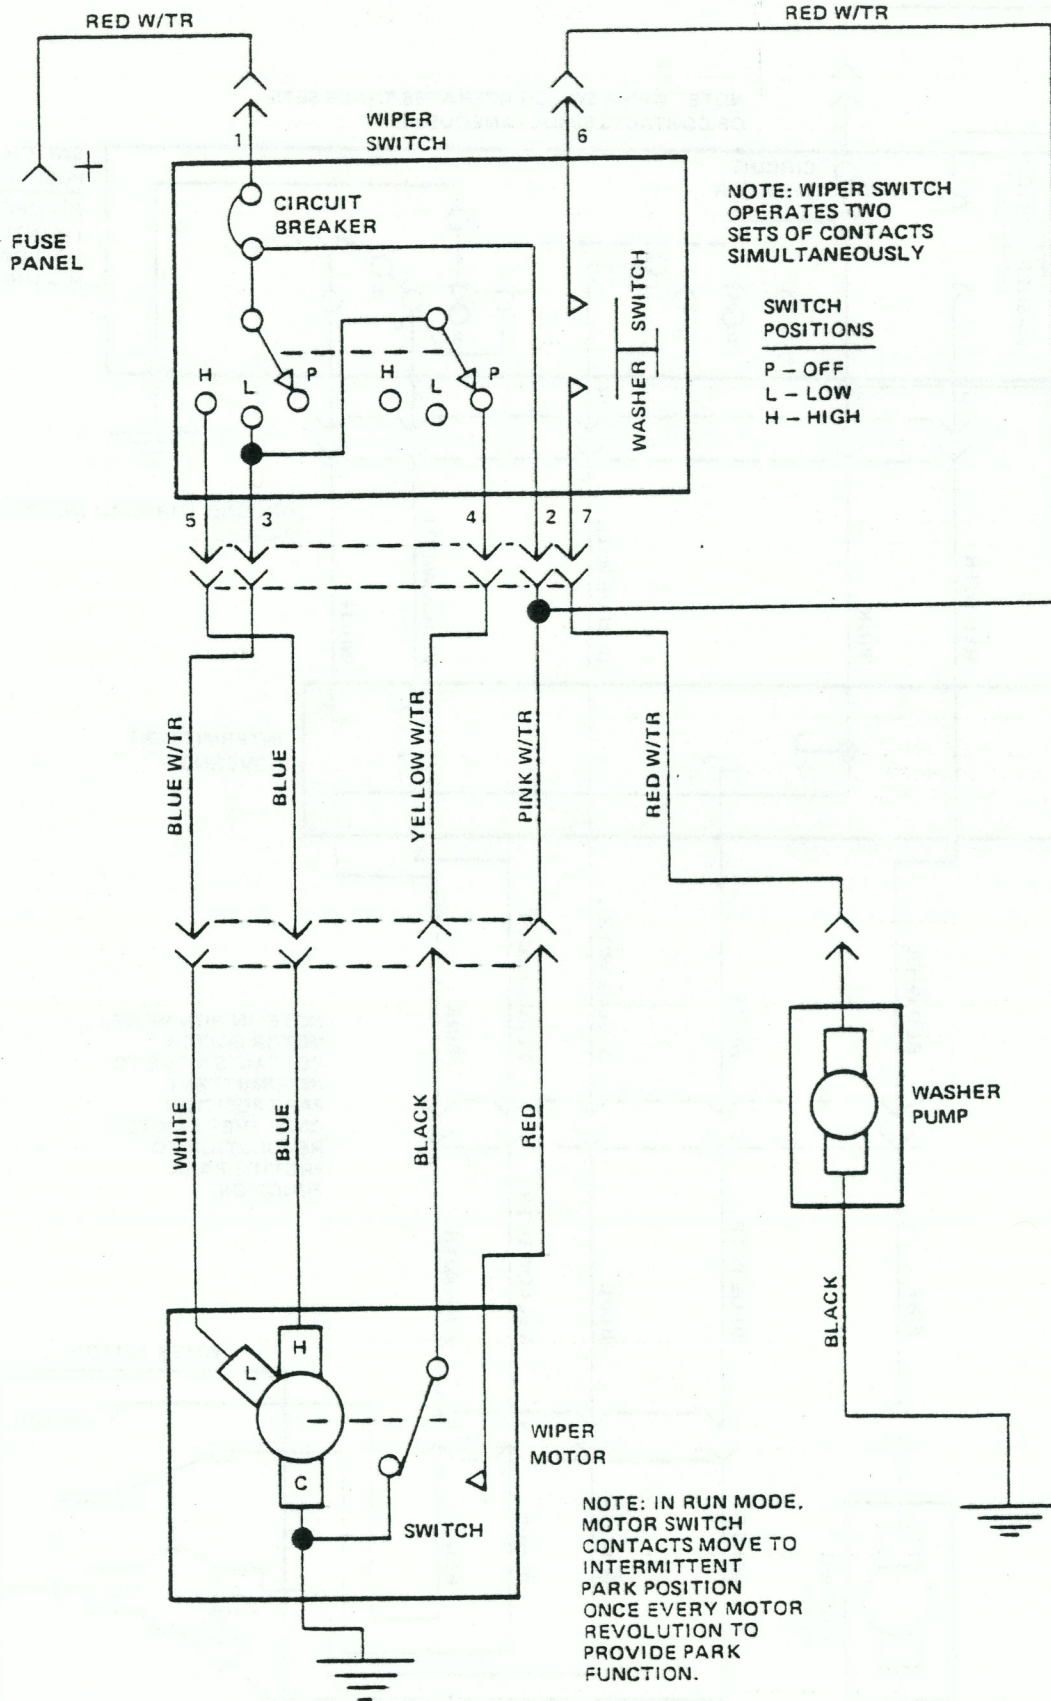 RED W/TR
RED W/TR
1
WIPER
SWITCH
6
+
FUSE
PANEL
CIRCUIT
BREAKER
NOTE: WIPER SWITCH
OPERATES TWO
SETS OF CONTACTS
SIMULTANEOUSLY
WASHER SWITCH
SWITCH
POSITIONS
P – OFF
L – LOW
H – HIGH
H
L
P
H
L
P
5
3
4
2
7
BLUE W/TR
BLUE
YELLOW W/TR
PINK W/TR
RED W/TR
WHITE
BLUE
BLACK
RED
WASHER
PUMP
BLACK
H
L
C
SWITCH
WIPER
MOTOR
NOTE: IN RUN MODE,
MOTOR SWITCH
CONTACTS MOVE TO
INTERMITTENT
PARK POSITION
ONCE EVERY MOTOR
REVOLUTION TO
PROVIDE PARK
FUNCTION.